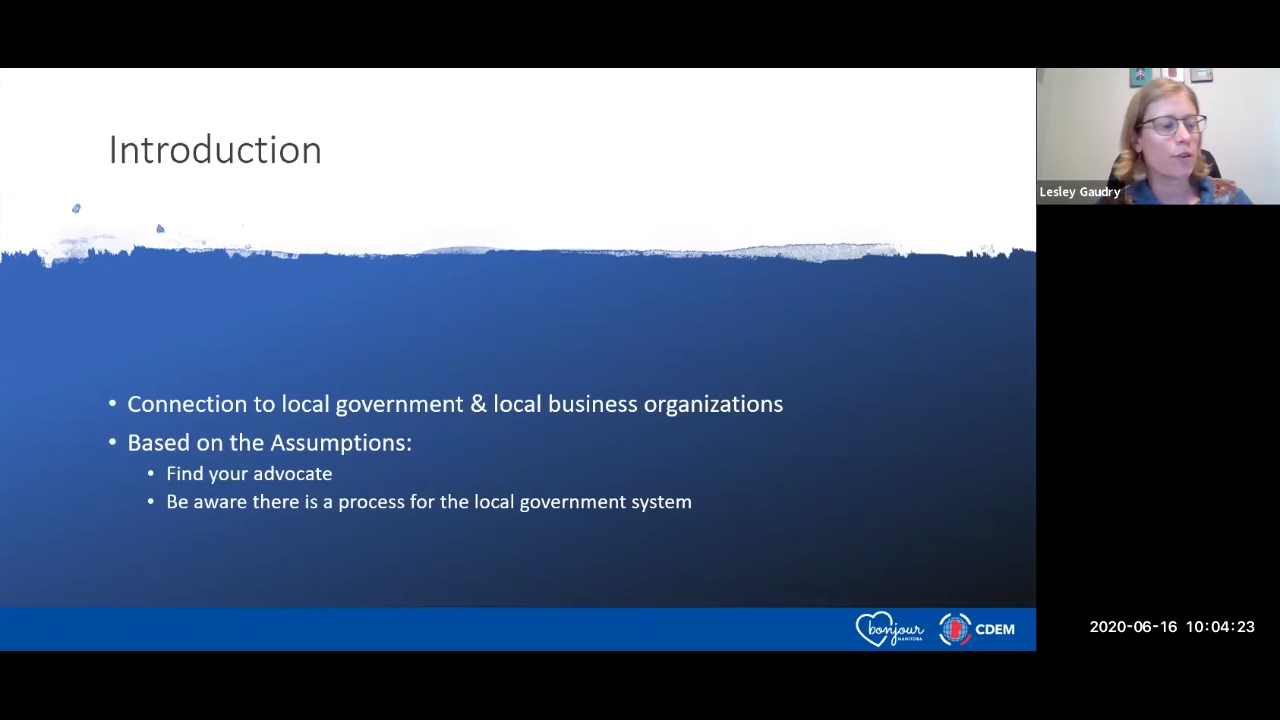 Introduction
Lesley Gaudry
• Connection to local government & local business organizations
• Based on the Assumptions:
• Find your advocate
• Be aware there is a process for the local government system
bonjour
MANITOBA
CDEM
2020-06-16 10:04:23